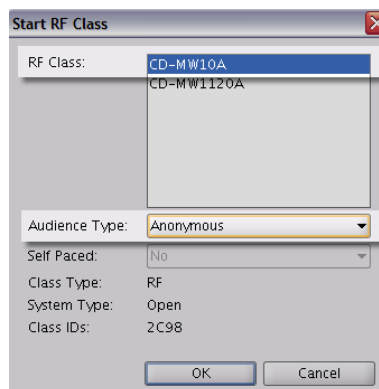 Start RF Class
RF Class: CD-MW10A
CD-MW1120A
Audience Type: Anonymous
Self Paced: No
Class Type: RF
System Type: Open
Class IDs: 2C98
OK Cancel